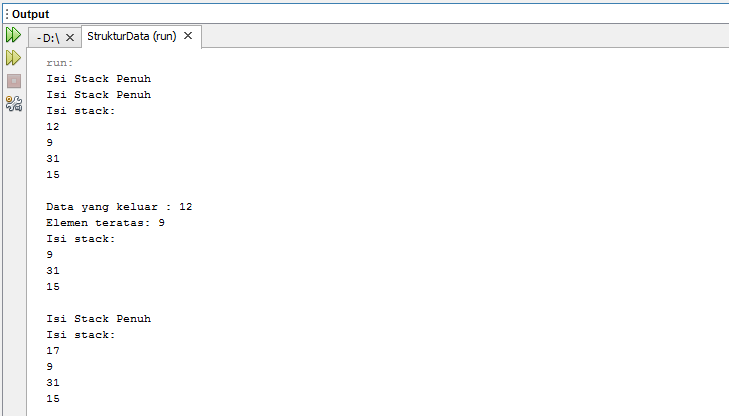 Output
-D:\
StrukturData (run)
run:
Isi Stack Penuh
Isi Stack Penuh
Isi stack:
12
9
31
15
Data yang keluar : 12
Elemen teratas: 9
Isi stack:
9
31
15
Isi Stack Penuh
Isi stack:
17
9
31
15